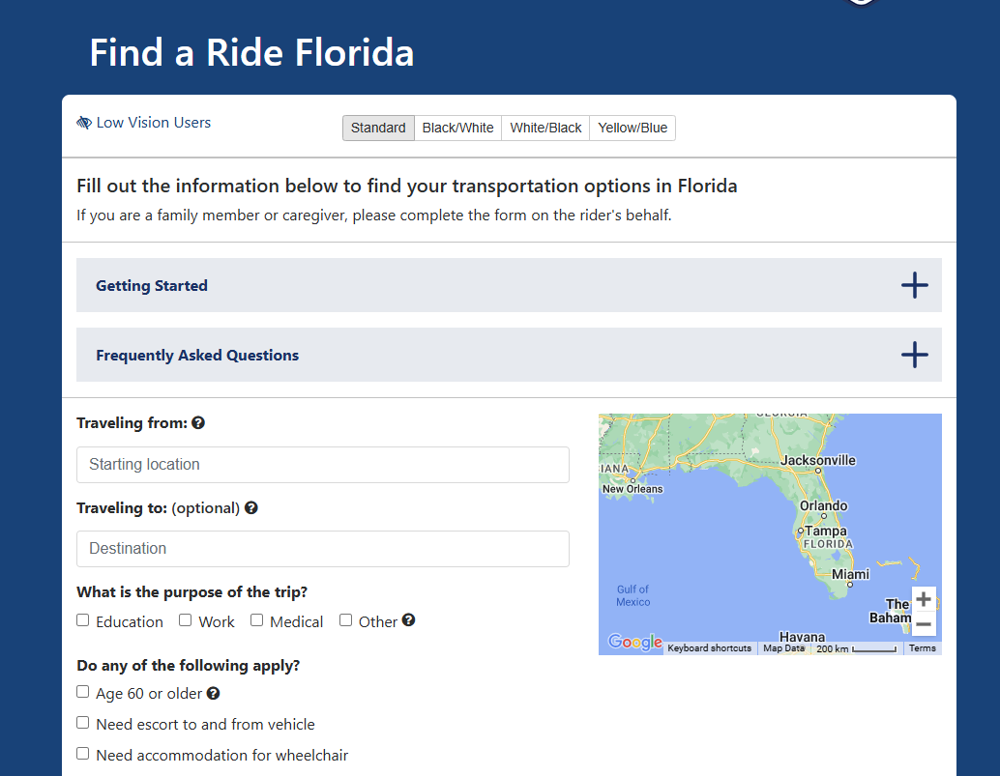 Find a Ride Florida
Low Vision Users
Standard Black/White White/Black Yellow/Blue
Fill out the information below to find your transportation options in Florida
If you are a family member or caregiver, please complete the form on the rider's behalf.
Getting Started
Frequently Asked Questions
Traveling from: ?
Starting location
Traveling to: (optional) ?
Destination
What is the purpose of the trip?
Education Work Medical Other ?
Do any of the following apply?
Age 60 or older ?
Need escort to and from vehicle
Need accommodation for wheelchair
GEORGIA
Jacksonville
IANA
New Orleans
Orlando
Tampa
FLORIDA
Miami
Gulf of
Mexico
The
Baham
Havana
Google
Keyboard shortcuts Map Data 200 km Terms